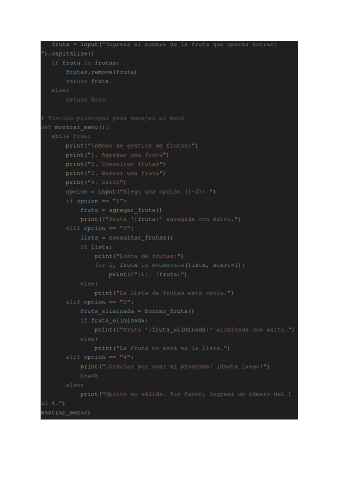 fruta = input("Ingresá el nombre de la fruta que querés borrar:
").capitalize()
if fruta in frutas:
frutas.remove(fruta)
return fruta
else:
return None
# Función principal para manejar el menú
def mostrar_menu():
while True:
print("\nMenú de gestión de frutas:")
print("1. Agregar una fruta")
print("2. Consultar frutas")
print("3. Borrar una fruta")
print("4. Salir")
opcion = input("Elegí una opción (1-4): ")
if opcion == "1":
fruta = agregar_fruta()
print(f"Fruta '{fruta}' agregada con éxito.")
elif opcion == "2":
lista = consultar_frutas()
if lista:
print("Lista de frutas:")
for i, fruta in enumerate(lista, start=1):
print(f"{i}. {fruta}")
else:
print("La lista de frutas está vacía.")
elif opcion == "3":
fruta_eliminada = borrar_fruta()
if fruta_eliminada:
print(f"Fruta '{fruta_eliminada}' eliminada con éxito.")
else:
print("La fruta no está en la lista.")
elif opcion == "4":
print("¡Gracias por usar el programa! ¡Hasta luego!")
break
else:
print("Opción no válida. Por favor, ingresá un número del 1
al 4.")
mostrar_menu()